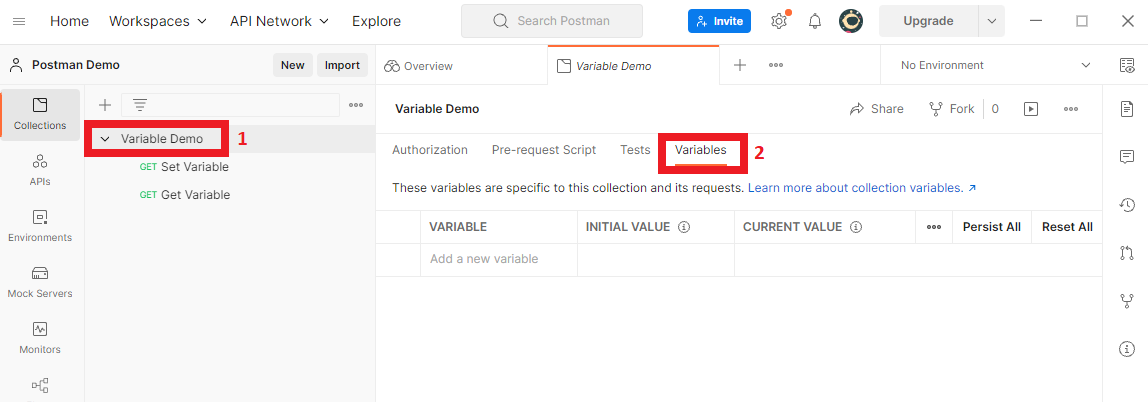 Home Workspaces API Network Explore Search Postman Invite Upgrade
Postman Demo New Import Overview Variable Demo No Environment
Collections
APIs
Environments
Mock Servers
Monitors
Variable Demo 1
GET Set Variable
GET Get Variable
Variable Demo Share Fork 0
Authorization Pre-request Script Tests Variables 2
These variables are specific to this collection and its requests. Learn more about collection variables. ↗
VARIABLE INITIAL VALUE CURRENT VALUE Persist All Reset All
Add a new variable